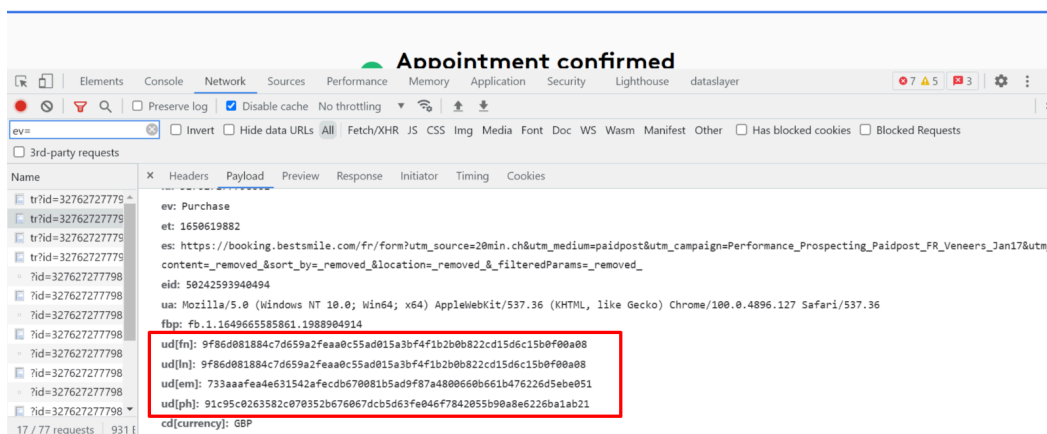 Appointment confirmed
Elements Console Network Sources Performance Memory Application Security Lighthouse dataslayer 7 5 3
Preserve log Disable cache No throttling
ev= Invert Hide data URLs All Fetch/XHR JS CSS Img Media Font Doc WS Wasm Manifest Other Has blocked cookies Blocked Requests
3rd-party requests
Name × Headers Payload Preview Response Initiator Timing Cookies
tr?id=32762727779
ev: Purchase
tr?id=32762727779
et: 1650619882
tr?id=32762727779
es: https://booking.bestsmile.com/fr/form?utm_source=20min.ch&utm_medium=paidpost&utm_campaign=Performance_Prospecting_Paidpost_FR_Veneers_Jan17&utm_
tr?id=32762727779
content=_removed_&sort_by=_removed_&location=_removed_&_filteredParams=_removed_
?id=327627277798
eid: 50242593940494
?id=327627277798
ua: Mozilla/5.0 (Windows NT 10.0; Win64; x64) AppleWebKit/537.36 (KHTML, like Gecko) Chrome/100.0.4896.127 Safari/537.36
?id=327627277798
fbp: fb.1.1649665585861.1988904914
?id=327627277798
ud[fn]: 9f86d081884c7d659a2feaa0c55ad015a3bf4f1b2b0b822cd15d6c15b0f00a08
?id=327627277798
ud[ln]: 9f86d081884c7d659a2feaa0c55ad015a3bf4f1b2b0b822cd15d6c15b0f00a08
?id=327627277798
ud[em]: 733aaafea4e631542afecdb670081b5ad9f87a4800660b661b476226d5ebe051
?id=327627277798
ud[ph]: 91c95c0263582c070352b676067dcb5d63fe046f7842055b90a8e6226ba1ab21
?id=327627277798
cd[currency]: GBP
17 / 77 requests 931